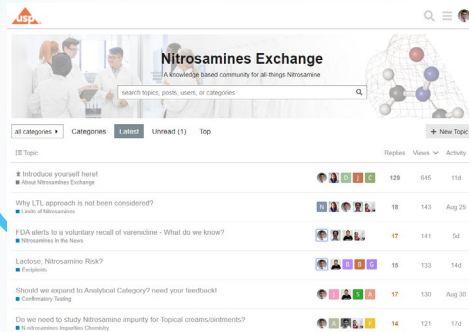 usp
Nitrosamines Exchange
A knowledge based community for all-things Nitrosamine
search topics, posts, users, or categories
all categories Categories Latest Unread (1) Top + New Topic
Topic Replies Views Activity
Introduce yourself here! D J C 128 645 11d
About Nitrosamines Exchange
Why LTL approach is not been considered? N 18 143 Aug 25
Limits of Nitrosamines
FDA alerts to a voluntary recall of varenicline - What do we know? 17 141 5d
Nitrosamines in the News
Lactose, Nitrosamine Risk? B B G 15 133 14d
Excipients
Should we expand to Analytical Category? need your feedback! J S A 17 130 Aug 30
Confirmatory Testing
Do we need to study Nitrosamine impurity for Topical creams/ointments? A F 14 121 17d
N-nitrosamines Impurities Chemistry